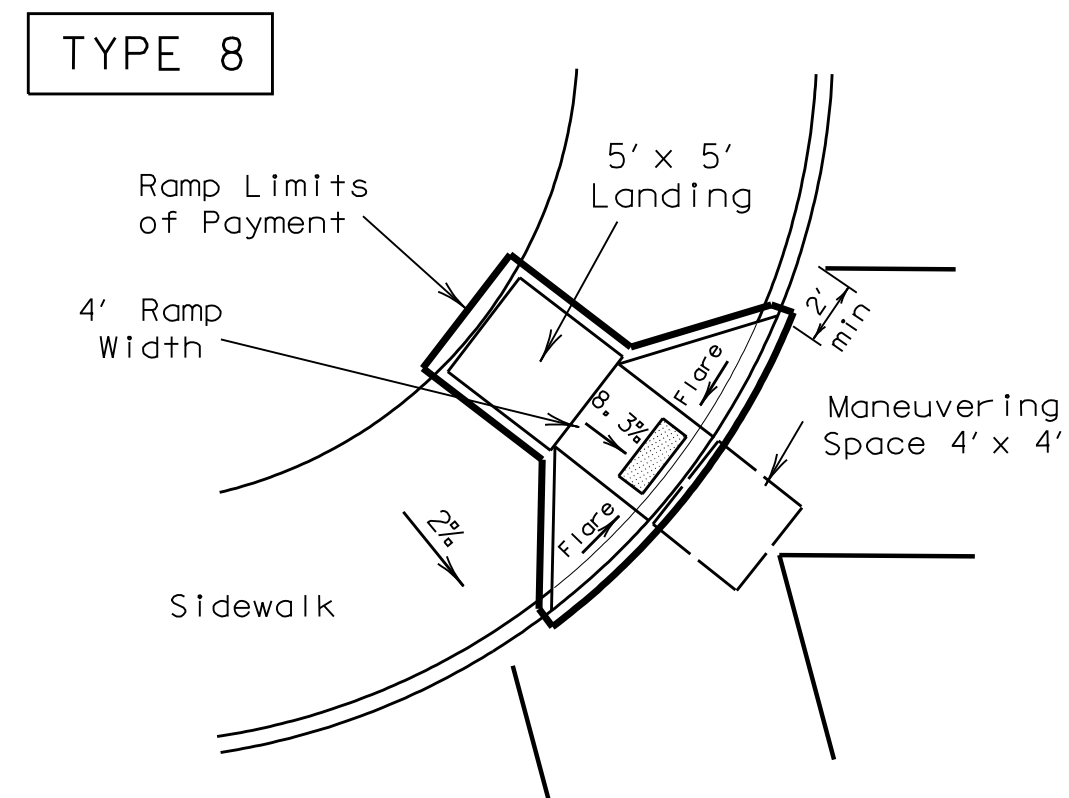 TYPE 8
5' x 5'
Landing
Ramp Limits
of Payment
4' Ramp
Width
2'
min
Flare
8.3%
Maneuvering
Space 4' x 4'
Flare
2%
Sidewalk